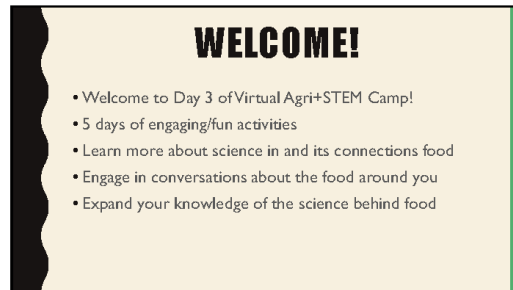 WELCOME!
• Welcome to Day 3 of Virtual Agri+STEM Camp!
• 5 days of engaging/fun activities
• Learn more about science in and its connections food
• Engage in conversations about the food around you
• Expand your knowledge of the science behind food